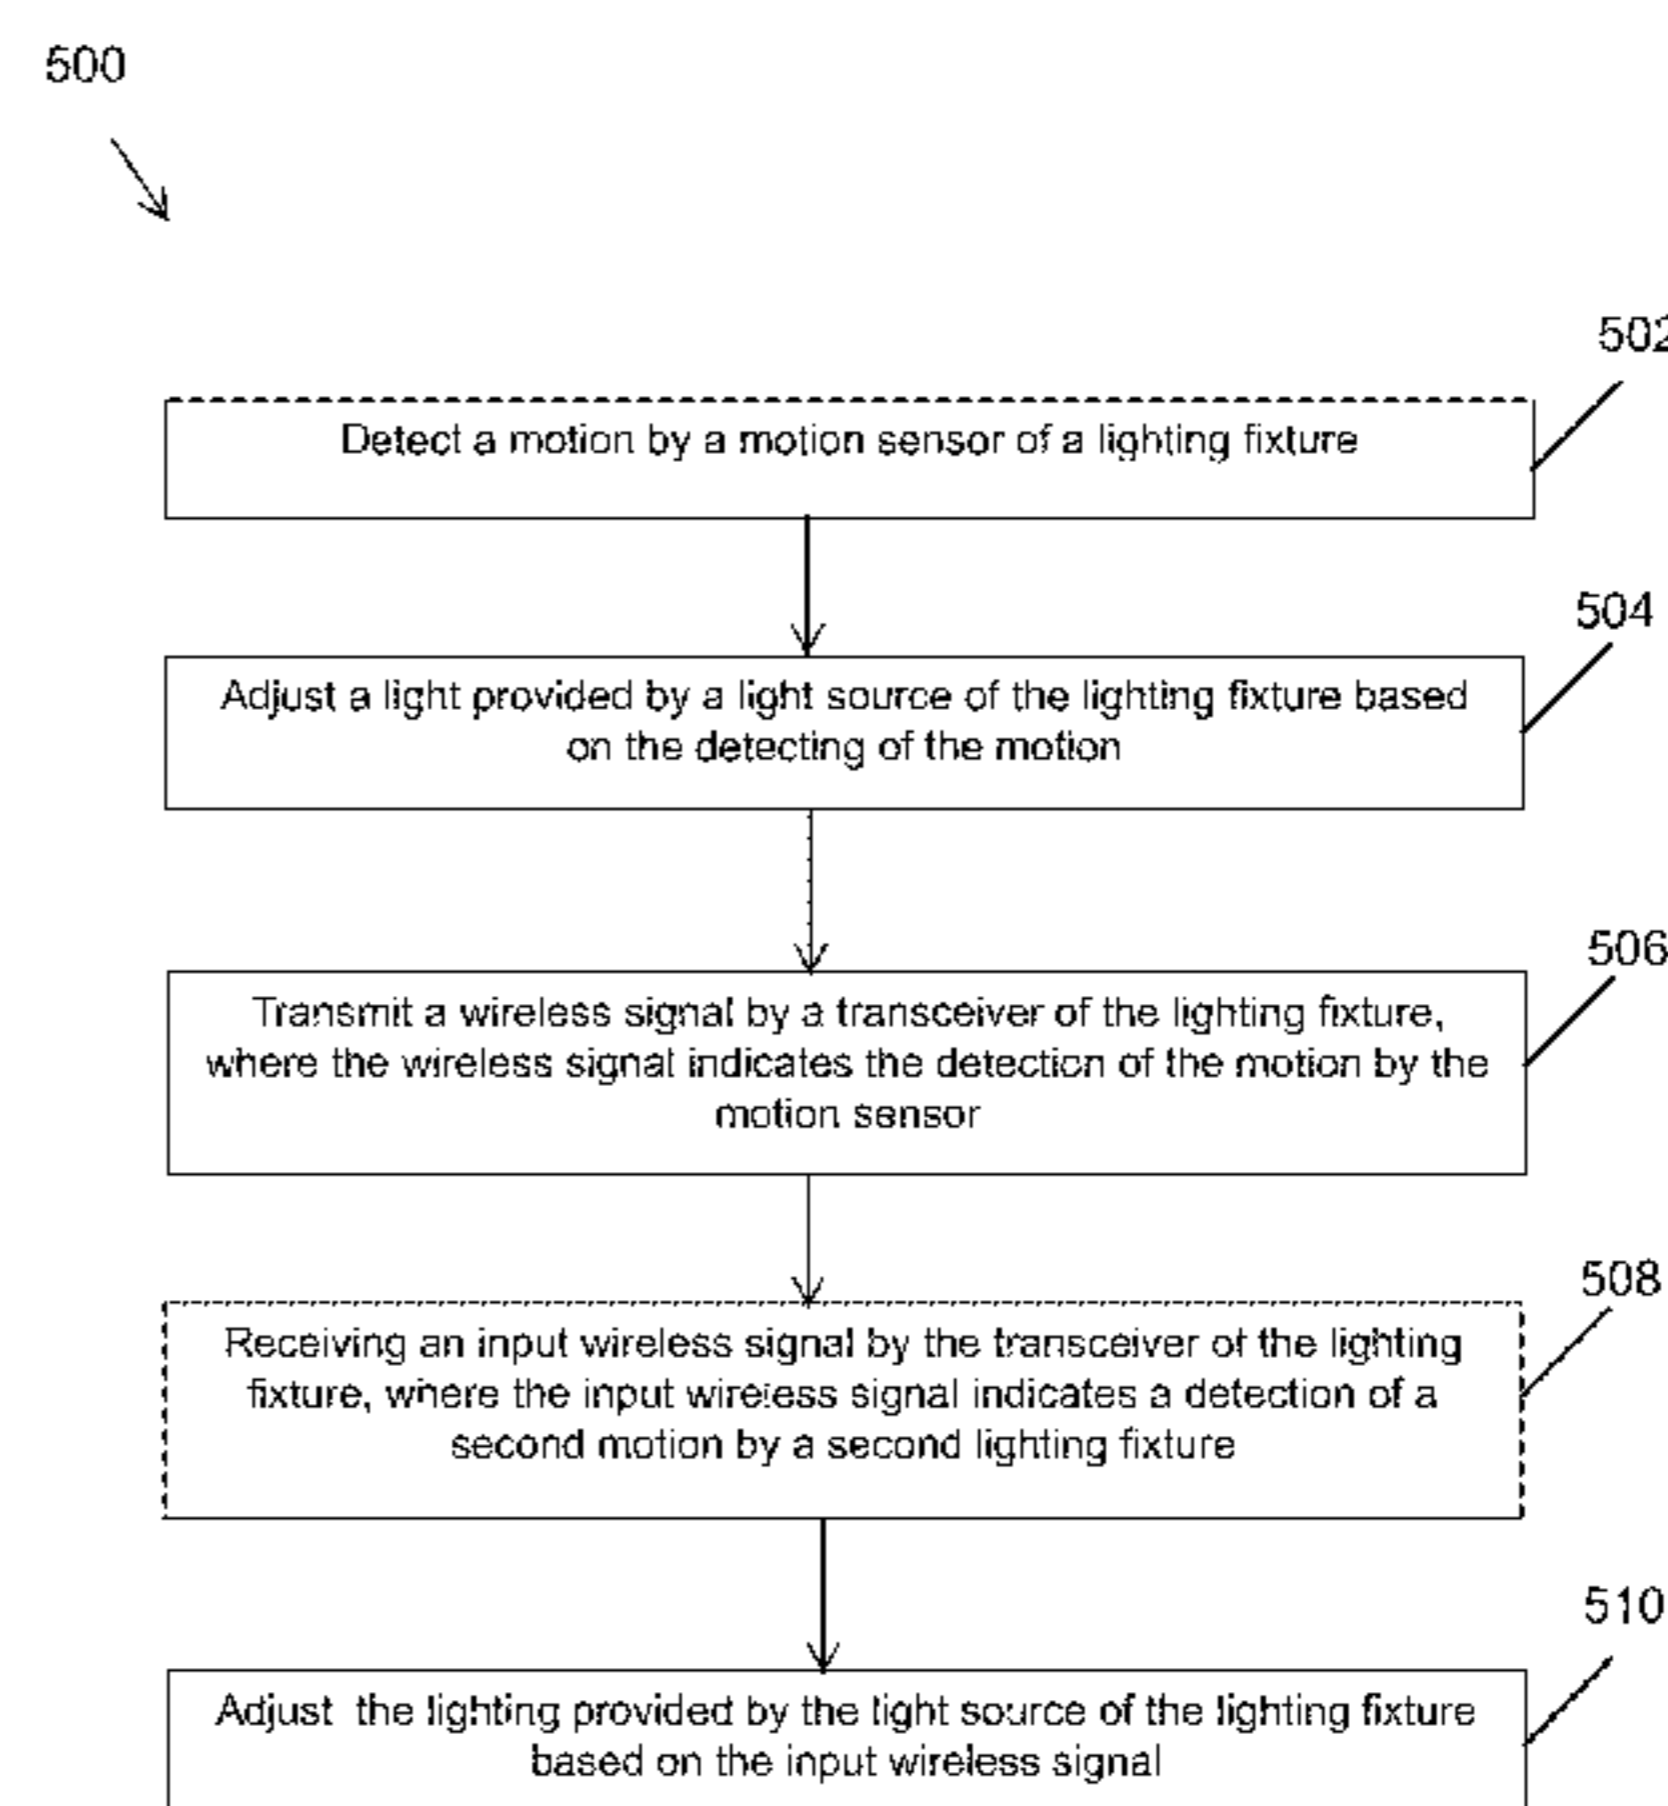 500
502
Detect a motion by a motion sensor of a lighting fixture
504
Adjust a light provided by a light source of the lighting fixture based
on the detecting of the motion
506
Transmit a wireless signal by a transceiver of the lighting fixture,
where the wireless signal indicates the detection of the motion by the
motion sensor
508
Receiving an input wireless signal by the transceiver of the lighting
fixture, where the input wireless signal indicates a detection of a
second motion by a second lighting fixture
510
Adjust the lighting provided by the light source of the lighting fixture
based on the input wireless signal